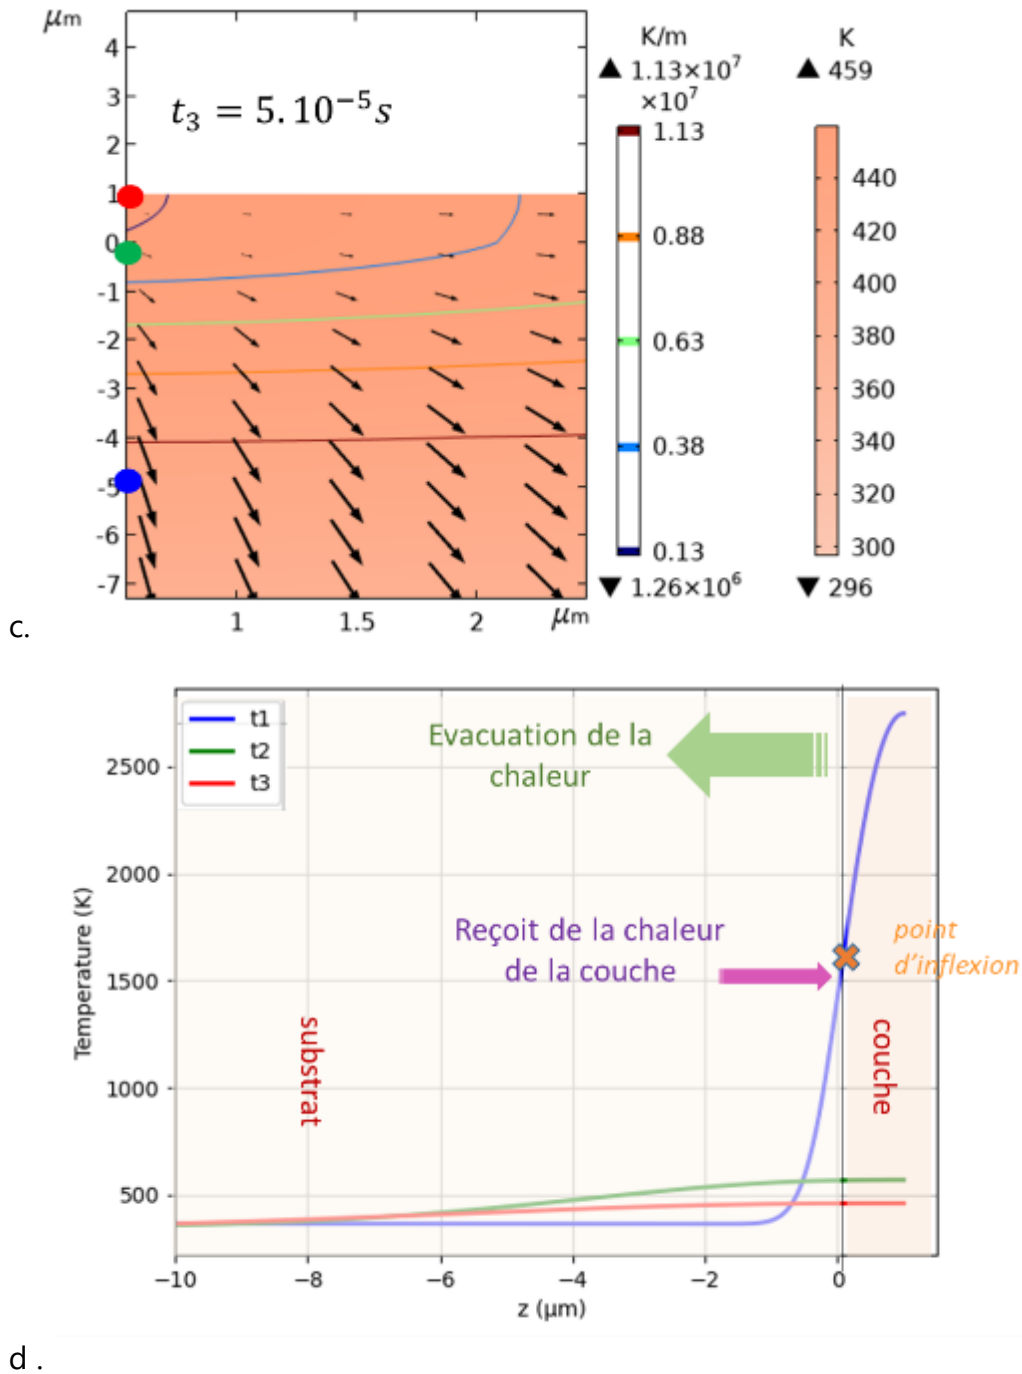 μm
4
3
2
1
0
-1
-2
-3
-4
-5
-6
-7
t₃ = 5.10⁻⁵s
1
1.5
2
μm
K/m
▲ 1.13×10⁷
×10⁷
1.13
0.88
0.63
0.38
0.13
▼ 1.26×10⁶
K
▲ 459
440
420
400
380
360
340
320
300
▼ 296
c.
t1
t2
t3
Evacuation de la
chaleur
Reçoit de la chaleur
de la couche
point
d'inflexion
substrat
couche
Temperature (K)
2500
2000
1500
1000
500
−10
−8
−6
−4
−2
0
z (μm)
d .